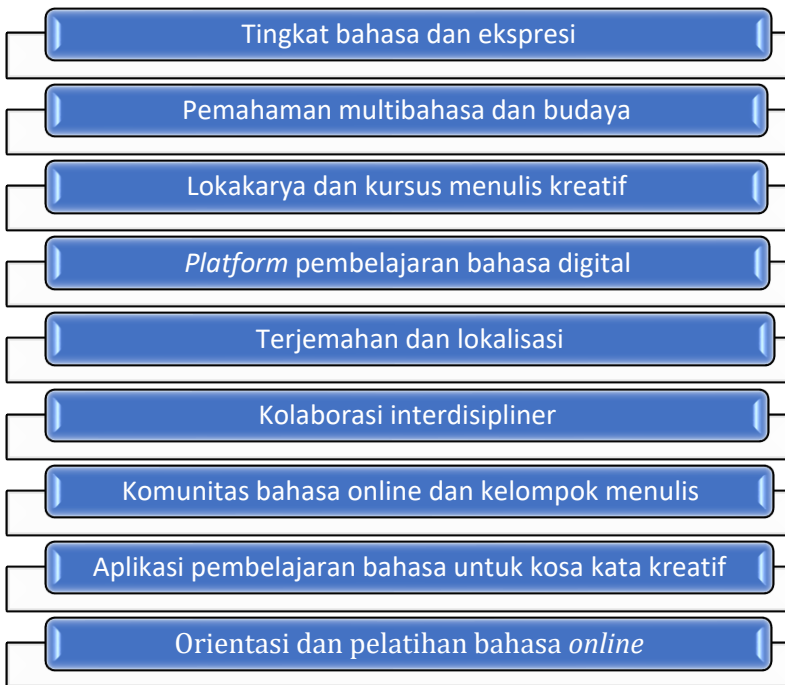 Tingkat bahasa dan ekspresi
Pemahaman multibahasa dan budaya
Lokakarya dan kursus menulis kreatif
Platform pembelajaran bahasa digital
Terjemahan dan lokalisasi
Kolaborasi interdisipliner
Komunitas bahasa online dan kelompok menulis
Aplikasi pembelajaran bahasa untuk kosa kata kreatif
Orientasi dan pelatihan bahasa online